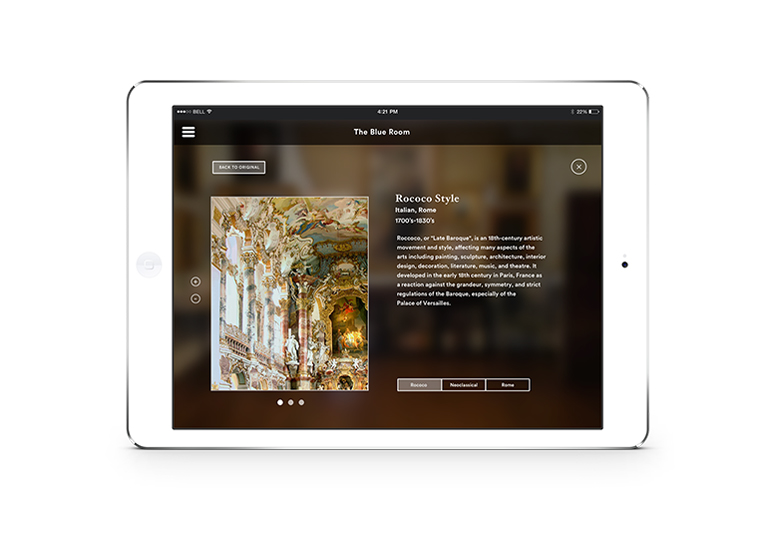 BELL
4:21 PM
20%
The Blue Room
BACK TO ORIGINAL
Rococo Style
Italian, Rome
1700's-1830's
Roccoco, or "Late Baroque", is an 18th-century artistic
movement and style, affecting many aspects of the
arts including painting, sculpture, architecture, interior
design, decoration, literature, music, and theatre. It
developed in the early 18th century in Paris, France as
a reaction against the grandeur, symmetry, and strict
regulations of the Baroque, especially of the
Palace of Versailles.
Rococo
Neoclassical
Rome